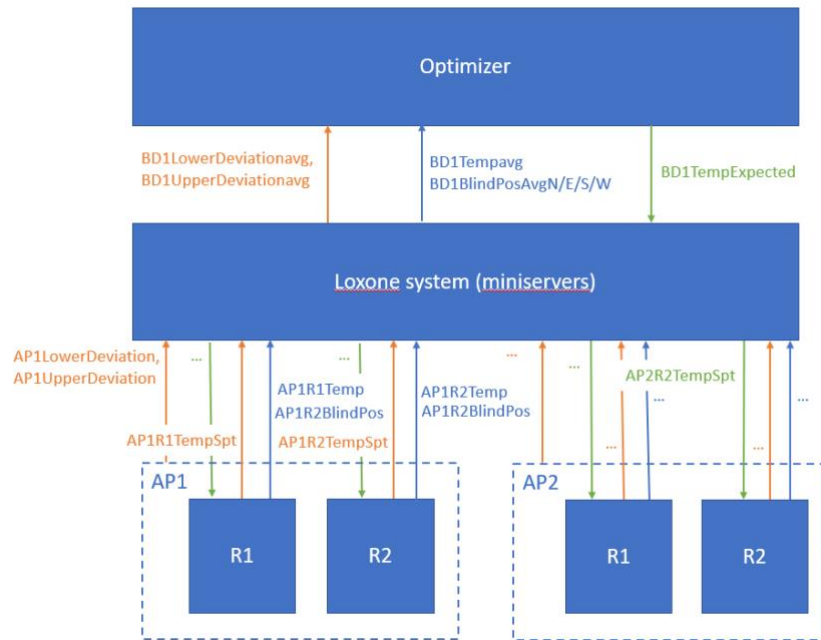 Optimizer
BD1LowerDeviationavg,
BD1UpperDeviationavg
BD1Tempavg
BD1BlindPosAvgN/E/S/W
BD1TempExpected
Loxone system (miniservers)
AP1LowerDeviation,
AP1UpperDeviation
...
...
...
...
AP1R1Temp
AP1R2BlindPos
AP1R2Temp
AP1R2BlindPos
AP2R2TempSpt
...
...
AP1R1TempSpt
AP1R2TempSpt
...
...
AP1
AP2
R1
R2
R1
R2